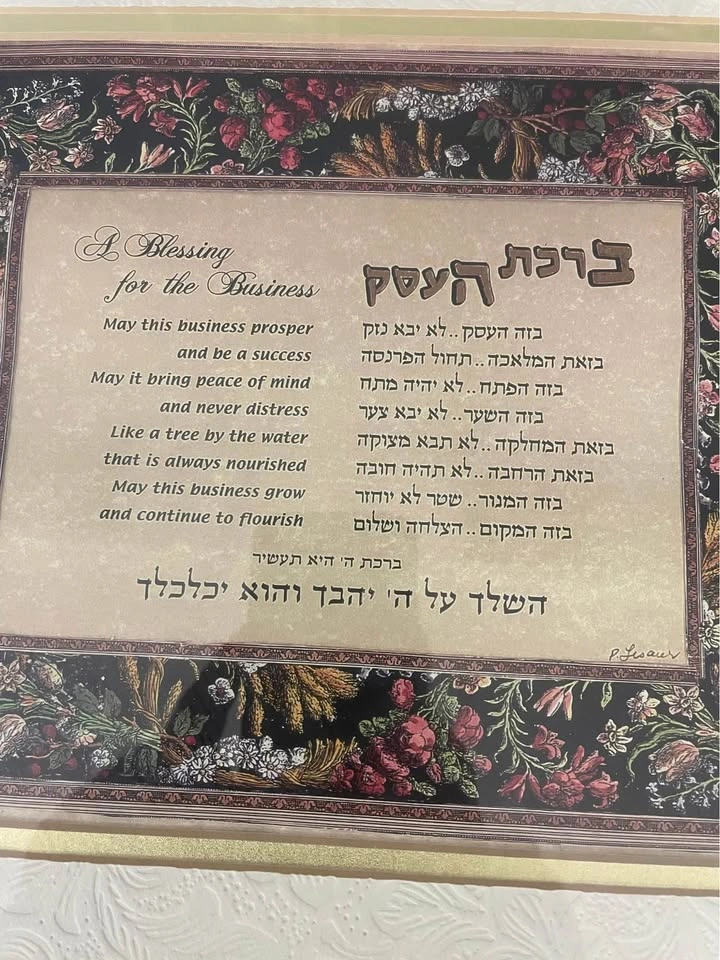 A Blessing
for the Business
May this business prosper
and be a success
May it bring peace of mind
and never distress
Like a tree by the water
that is always nourished
May this business grow
and continue to flourish
ברכת העסק
בזה העסק.. לא יבא נזק
בזאת המלאכה.. תחול הפרנסה
בזה הפתח.. לא יהיה מתח
בזה השער.. לא יבא צער
בזאת המחלקה.. לא תבא מצוקה
בזאת הרחבה.. לא תהיה חובה
בזה המגור.. שטר לא יוחזר
בזה המקום.. הצלחה ושלום
ברכת ה' היא תעשיר
השלך על ה' יהבך והוא יכלכלך
P. Lisauer